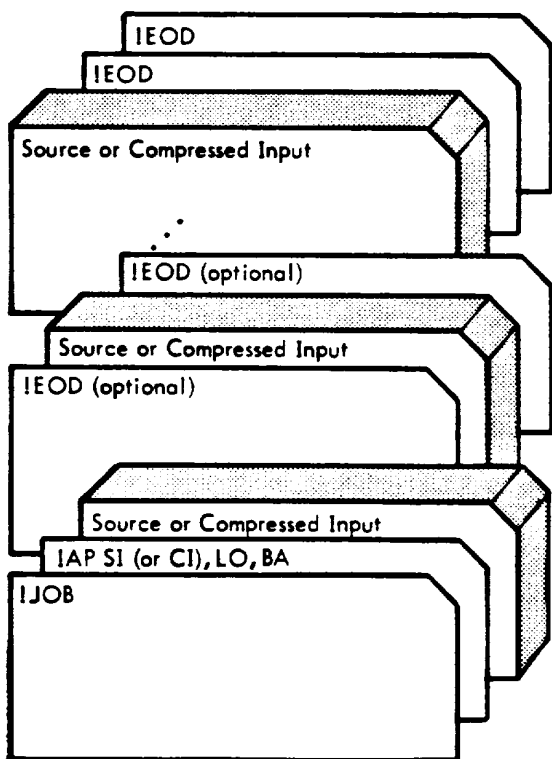 !EOD
!EOD
Source or Compressed Input
!EOD (optional)
Source or Compressed Input
!EOD (optional)
Source or Compressed Input
!AP SI (or CI), LO, BA
!JOB